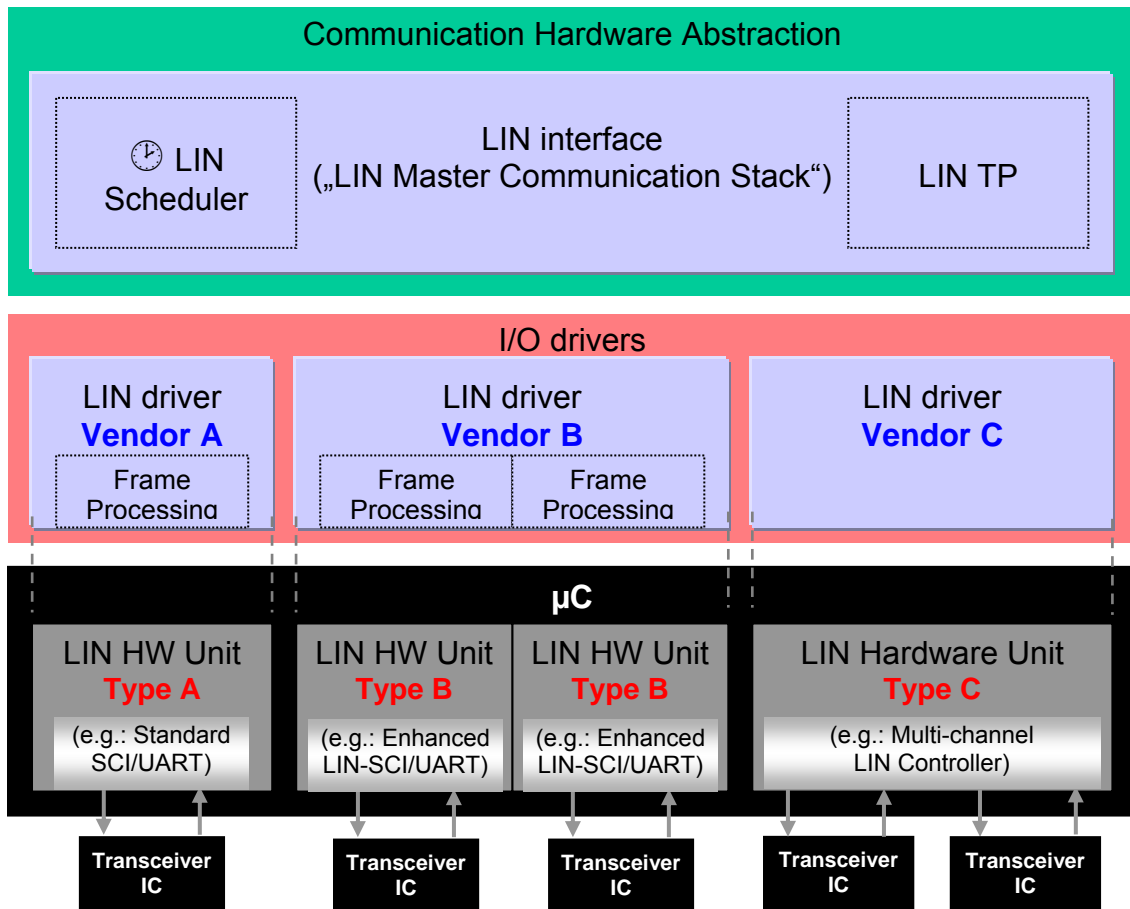 Communication Hardware Abstraction
LIN
Scheduler
LIN interface
(„LIN Master Communication Stack“)
LIN TP
I/O drivers
LIN driver
Vendor A
Frame
Processing
LIN driver
Vendor B
Frame
Processing
Frame
Processing
LIN driver
Vendor C
µC
LIN HW Unit
Type A
(e.g.: Standard
SCI/UART)
LIN HW Unit
Type B
(e.g.: Enhanced
LIN-SCI/UART)
LIN HW Unit
Type B
(e.g.: Enhanced
LIN-SCI/UART)
LIN Hardware Unit
Type C
(e.g.: Multi-channel
LIN Controller)
Transceiver
IC
Transceiver
IC
Transceiver
IC
Transceiver
IC
Transceiver
IC